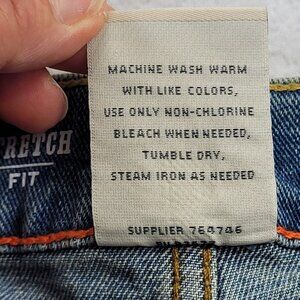 MACHINE WASH WARM
WITH LIKE COLORS,
USE ONLY NON-CHLORINE
BLEACH WHEN NEEDED,
TUMBLE DRY,
STEAM IRON AS NEEDED
SUPPLIER 764746
FIT